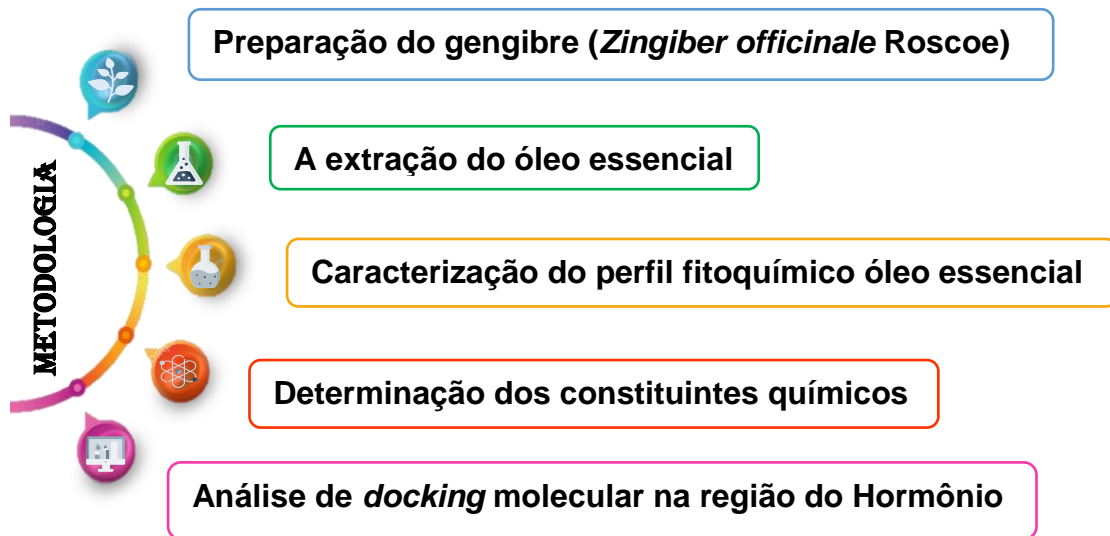 METODOLOGIA
Preparação do gengibre (Zingiber officinale Roscoe)
A extração do óleo essencial
Caracterização do perfil fitoquímico óleo essencial
Determinação dos constituintes químicos
Análise de docking molecular na região do Hormônio